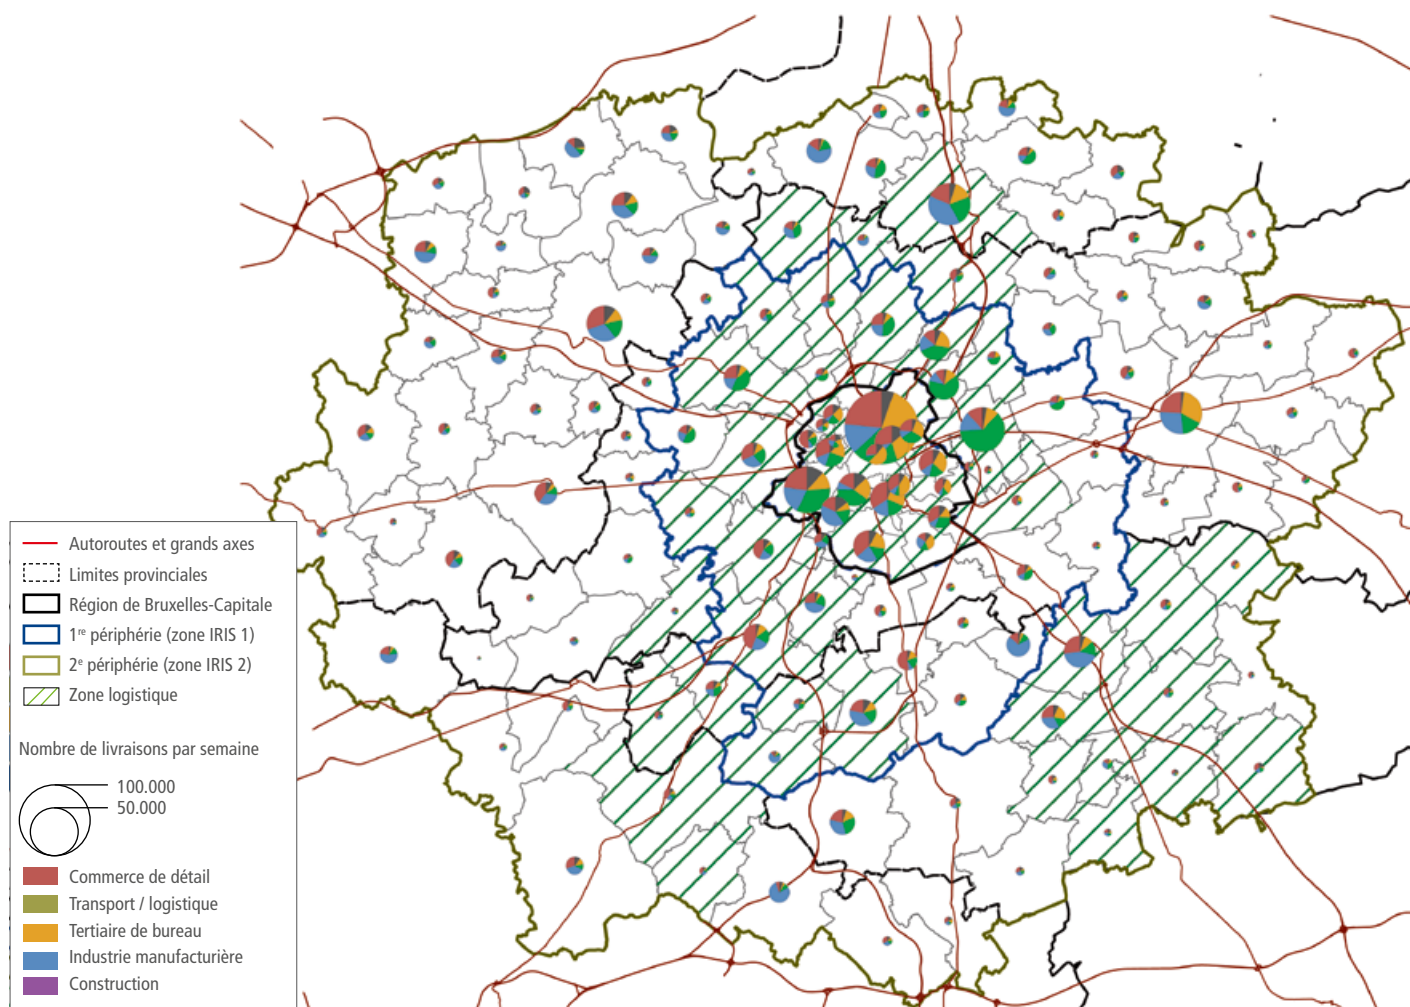 Autoroutes et grands axes
Limites provinciales
Région de Bruxelles-Capitale
1re périphérie (zone IRIS 1)
2e périphérie (zone IRIS 2)
Zone logistique
Nombre de livraisons par semaine
100.000
50.000
Commerce de détail
Transport / logistique
Tertiaire de bureau
Industrie manufacturière
Construction